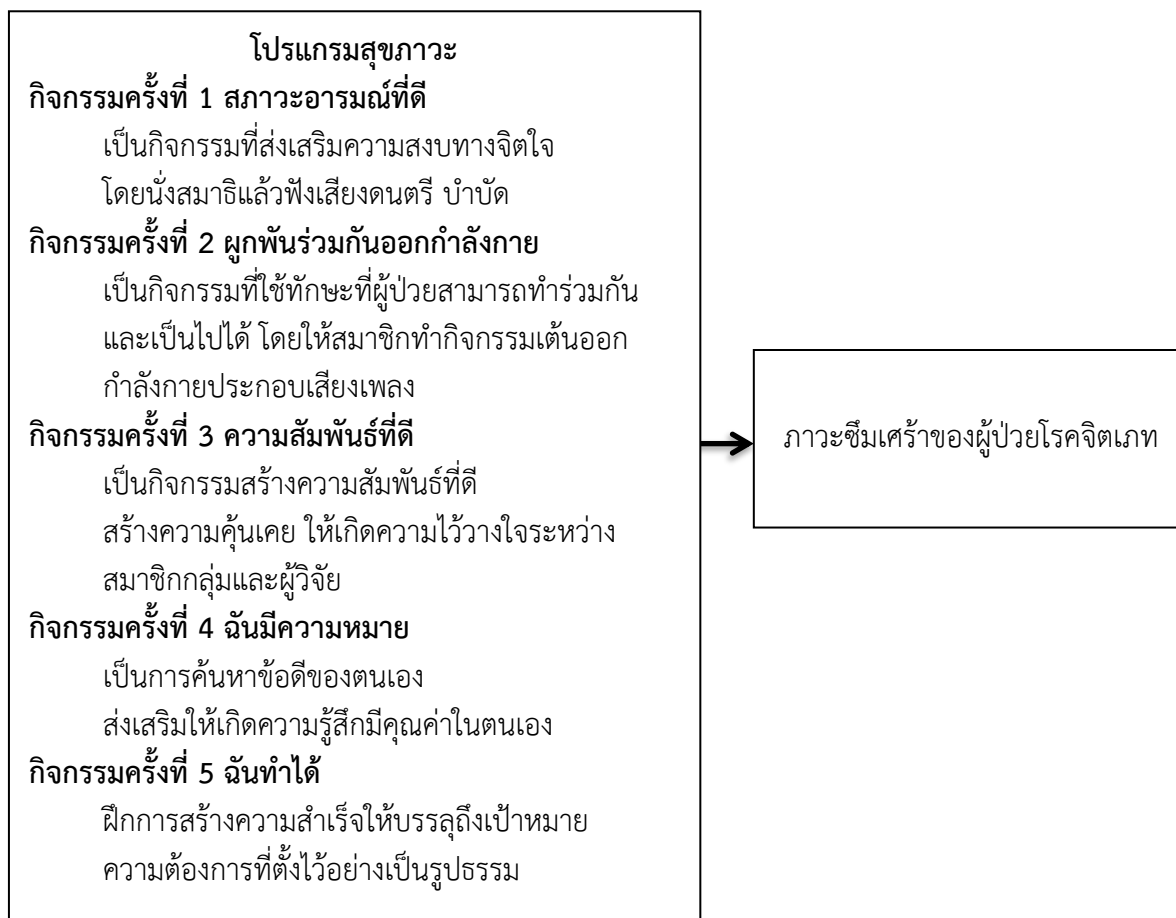 โปรแกรมสุขภาวะ
กิจกรรมครั้งที่ 1 สภาวะอารมณ์ที่ดี
เป็นกิจกรรมที่ส่งเสริมความสงบทางจิตใจ
โดยนั่งสมาธิแล้วฟังเสียงดนตรี บำบัด
กิจกรรมครั้งที่ 2 ผูกพันร่วมกันออกกำลังกาย
เป็นกิจกรรมที่ใช้ทักษะที่ผู้ป่วยสามารถทำร่วมกัน
และเป็นไปได้ โดยให้สมาชิกทำกิจกรรมเต้นออก
กำลังกายประกอบเสียงเพลง
กิจกรรมครั้งที่ 3 ความสัมพันธ์ที่ดี
เป็นกิจกรรมสร้างความสัมพันธ์ที่ดี
สร้างความคุ้นเคย ให้เกิดความไว้วางใจระหว่าง
สมาชิกกลุ่มและผู้วิจัย
กิจกรรมครั้งที่ 4 ฉันมีความหมาย
เป็นการค้นหาข้อดีของตนเอง
ส่งเสริมให้เกิดความรู้สึกมีคุณค่าในตนเอง
กิจกรรมครั้งที่ 5 ฉันทำได้
ฝึกการสร้างความสำเร็จให้บรรลุถึงเป้าหมาย
ความต้องการที่ตั้งไว้อย่างเป็นรูปธรรม
ภาวะซึมเศร้าของผู้ป่วยโรคจิตเภท